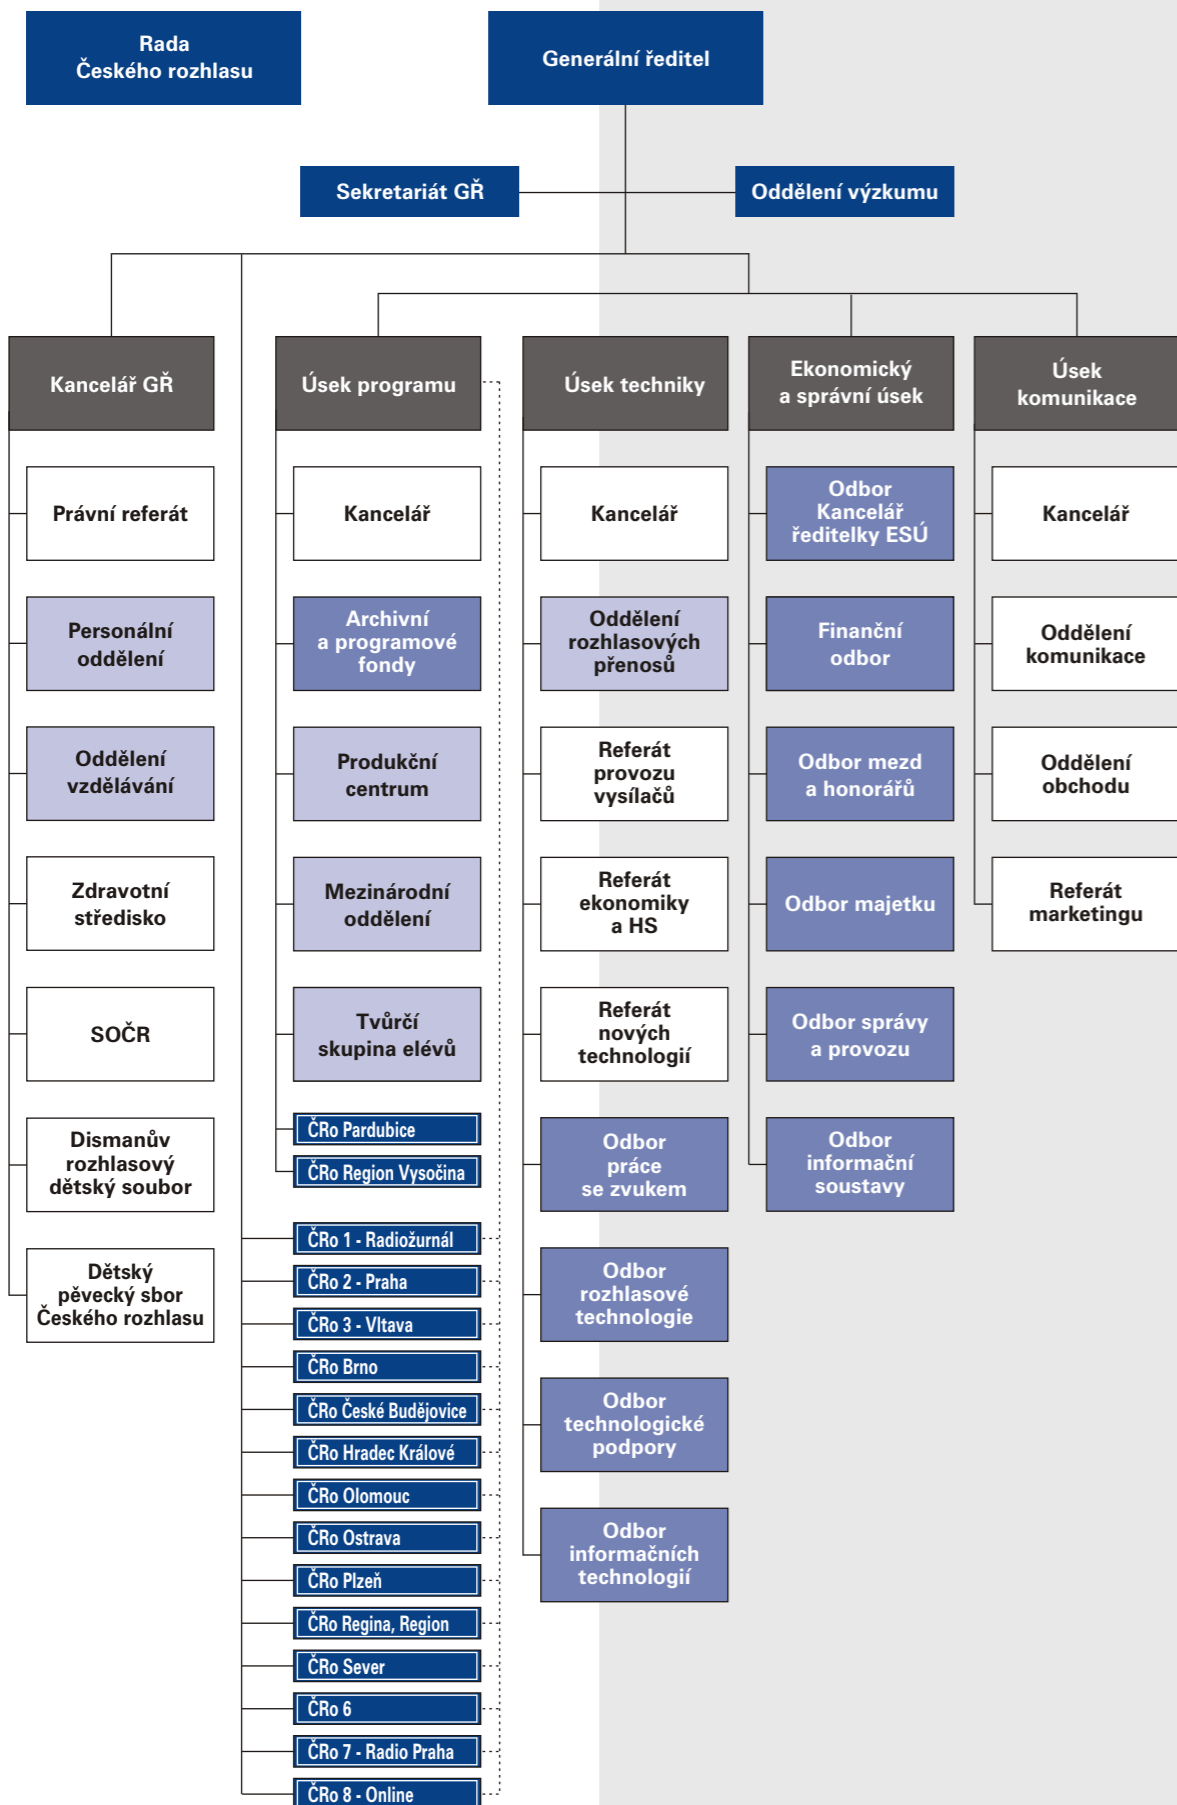 Rada
Českého rozhlasu
Generální ředitel
Sekretariát GŘ
Oddělení výzkumu
Kancelář GŘ
Právní referát
Personální
oddělení
Oddělení
vzdělávání
Zdravotní
středisko
SOČR
Dismanův
rozhlasový
dětský soubor
Dětský
pěvecký sbor
Českého rozhlasu
Úsek programu
Kancelář
Archivní
a programové
fondy
Produkční
centrum
Mezinárodní
oddělení
Tvůrčí
skupina elévů
ČRo Pardubice
ČRo Region Vysočina
ČRo 1 - Radiožurnál
ČRo 2 - Praha
ČRo 3 - Vltava
ČRo Brno
ČRo České Budějovice
ČRo Hradec Králové
ČRo Olomouc
ČRo Ostrava
ČRo Plzeň
ČRo Regina, Region
ČRo Sever
ČRo 6
ČRo 7 - Radio Praha
ČRo 8 - Online
Úsek techniky
Kancelář
Oddělení
rozhlasových
přenosů
Referát
provozu
vysílačů
Referát
ekonomiky
a HS
Referát
nových
technologií
Odbor
práce
se zvukem
Odbor
rozhlasové
technologie
Odbor
technologické
podpory
Odbor
informačních
technologií
Ekonomický
a správní úsek
Odbor
Kancelář
ředitelky ESÚ
Finanční
odbor
Odbor mezd
a honorářů
Odbor majetku
Odbor správy
a provozu
Odbor
informační
soustavy
Úsek
komunikace
Kancelář
Oddělení
komunikace
Oddělení
obchodu
Referát
marketingu